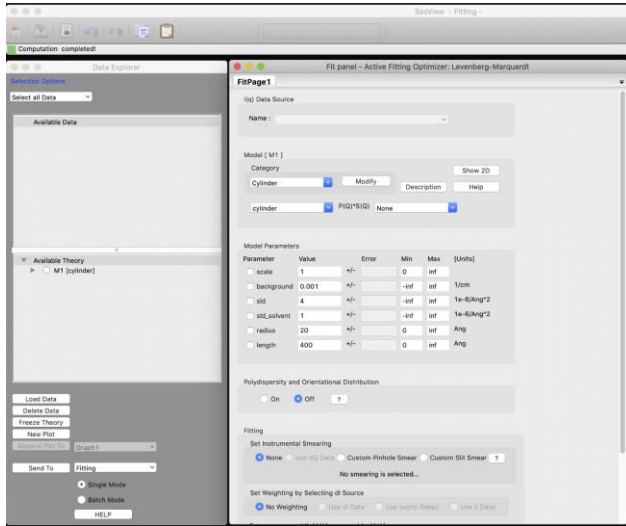 SasView - Fitting -
Computation completed!
Data Explorer
Selection Options
Select all Data
Available Data
Available Theory
M1 [cylinder]
Load Data
Delete Data
Freeze Theory
New Plot
Append Plot To Graph1
Send To Fitting
Single Mode
Batch Mode
HELP
Fit panel - Active Fitting Optimizer: Levenberg-Marquardt
FitPage1
I(q) Data Source
Name :
Model [ M1 ]
Category
Show 2D
Cylinder Modify Description Help
cylinder P(Q)*S(Q) None
Model Parameters
Parameter Value Error Min Max [Units]
scale 1 +/- 0 inf
background 0.001 +/- -inf inf 1/cm
sld 4 +/- -inf inf 1e-6/Ang^2
sld_solvent 1 +/- -inf inf 1e-6/Ang^2
radius 20 +/- 0 inf Ang
length 400 +/- 0 inf Ang
Polydispersity and Orientational Distribution
On Off ?
Fitting
Set Instrumental Smearing
None Use dQ Data Custom Pinhole Smear Custom Slit Smear ?
No smearing is selected...
Set Weighting by Selecting dI Source
No Weighting Use dI Data Use |sqrt(I Data)| Use |I Data|